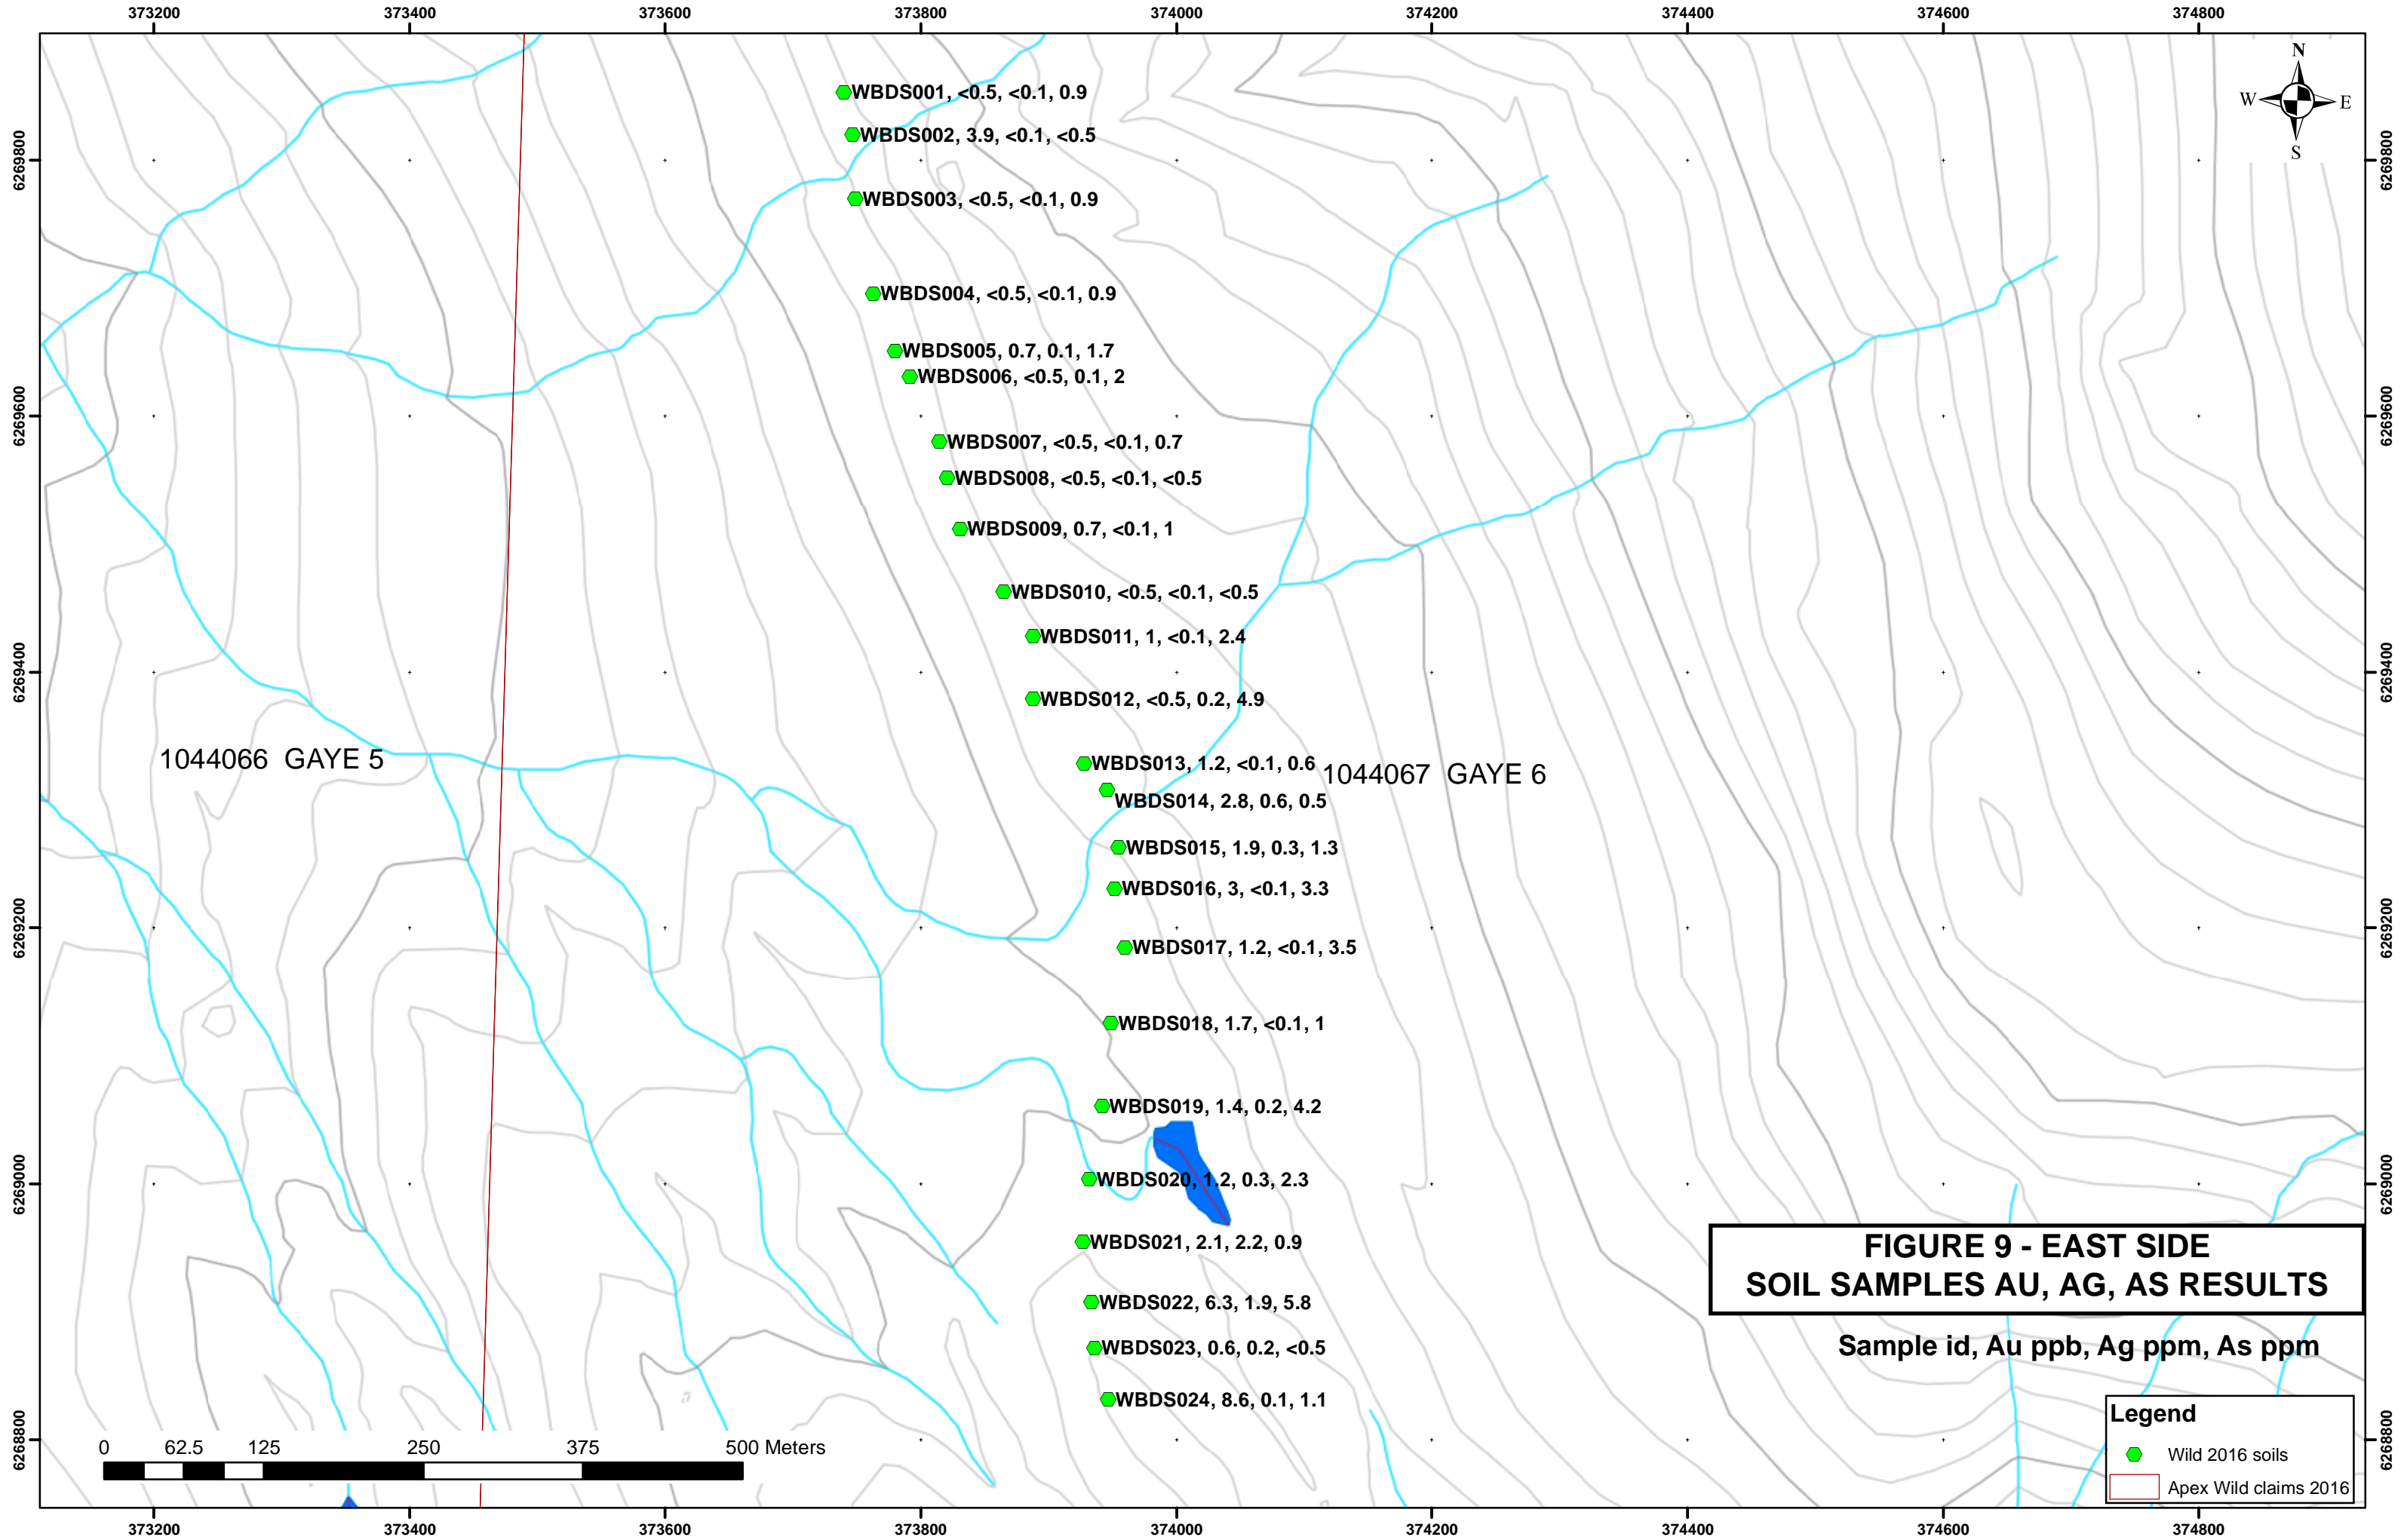 373200 373400 373600 373800 374000 374200 374400 374600 374800
N
W E
S
WBDS001, <0.5, <0.1, 0.9
WBDS002, 3.9, <0.1, <0.5
6269800 6269800
WBDS003, <0.5, <0.1, 0.9
WBDS004, <0.5, <0.1, 0.9
WBDS005, 0.7, 0.1, 1.7
WBDS006, <0.5, 0.1, 2
6269600 6269600
WBDS007, <0.5, <0.1, 0.7
WBDS008, <0.5, <0.1, <0.5
WBDS009, 0.7, <0.1, 1
WBDS010, <0.5, <0.1, <0.5
WBDS011, 1, <0.1, 2.4
6269400 6269400
WBDS012, <0.5, 0.2, 4.9
1044066 GAYE 5
WBDS013, 1.2, <0.1, 0.6
1044067 GAYE 6
WBDS014, 2.8, 0.6, 0.5
WBDS015, 1.9, 0.3, 1.3
WBDS016, 3, <0.1, 3.3
6269200 6269200
WBDS017, 1.2, <0.1, 3.5
WBDS018, 1.7, <0.1, 1
WBDS019, 1.4, 0.2, 4.2
WBDS020, 1.2, 0.3, 2.3
6269000 6269000
WBDS021, 2.1, 2.2, 0.9
FIGURE 9 - EAST SIDE
SOIL SAMPLES AU, AG, AS RESULTS
WBDS022, 6.3, 1.9, 5.8
WBDS023, 0.6, 0.2, <0.5
Sample id, Au ppb, Ag ppm, As ppm
WBDS024, 8.6, 0.1, 1.1
6268800 6268800
Legend
Wild 2016 soils
Apex Wild claims 2016
0 62.5 125 250 375 500 Meters
373200 373400 373600 373800 374000 374200 374400 374600 374800